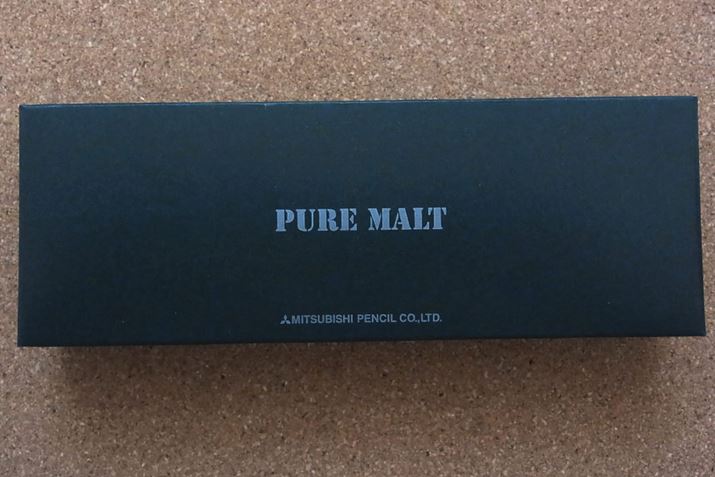 PURE MALT
MITSUBISHI PENCIL CO.,LTD.